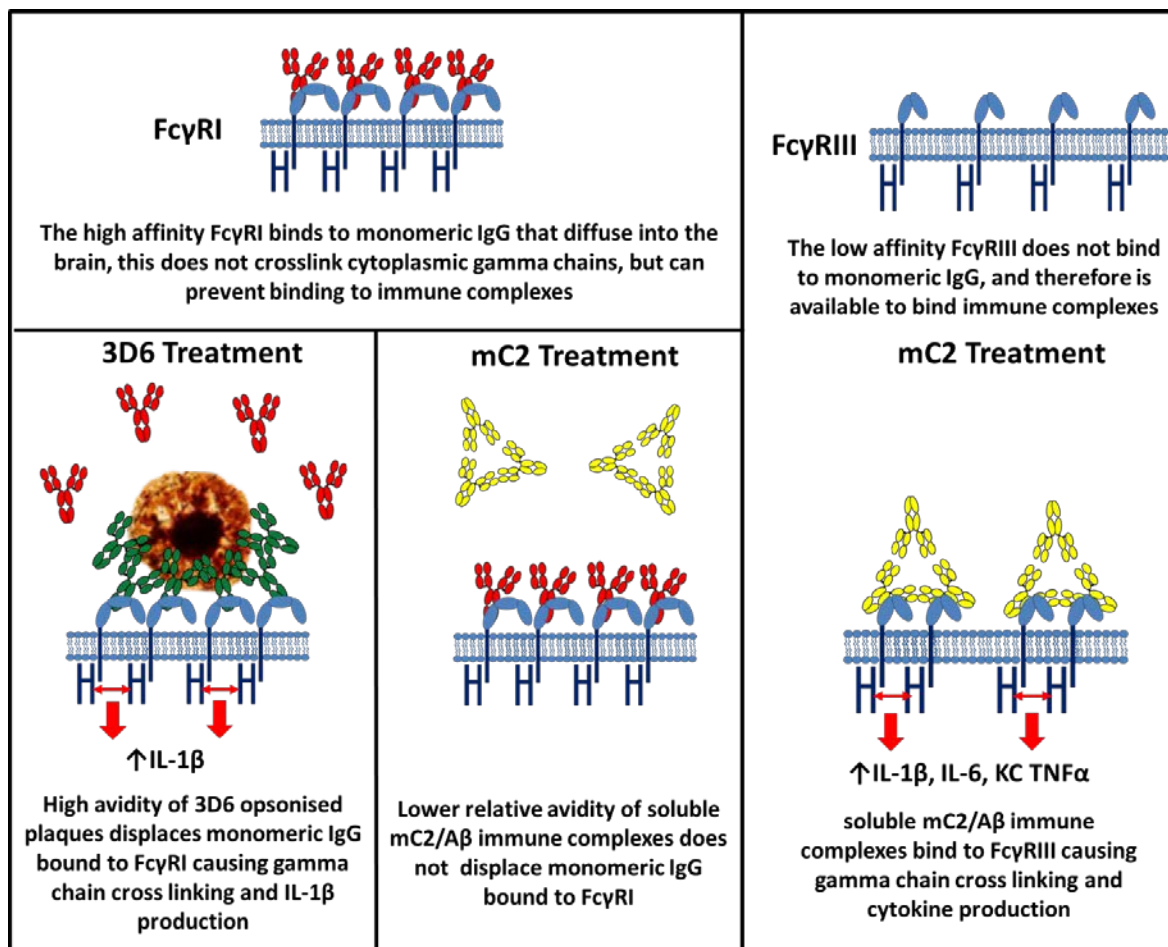 FcγRI
The high affinity FcγRI binds to monomeric IgG that diffuse into the
brain, this does not crosslink cytoplasmic gamma chains, but can
prevent binding to immune complexes
FcγRIII
The low affinity FcγRIII does not bind
to monomeric IgG, and therefore is
available to bind immune complexes
3D6 Treatment
↑IL-1β
High avidity of 3D6 opsonised
plaques displaces monomeric IgG
bound to FcγRI causing gamma
chain cross linking and IL-1β
production
mC2 Treatment
Lower relative avidity of soluble
mC2/Aβ immune complexes does
not displace monomeric IgG
bound to FcγRI
mC2 Treatment
↑IL-1β, IL-6, KC TNFα
soluble mC2/Aβ immune
complexes bind to FcγRIII causing
gamma chain cross linking and
cytokine production